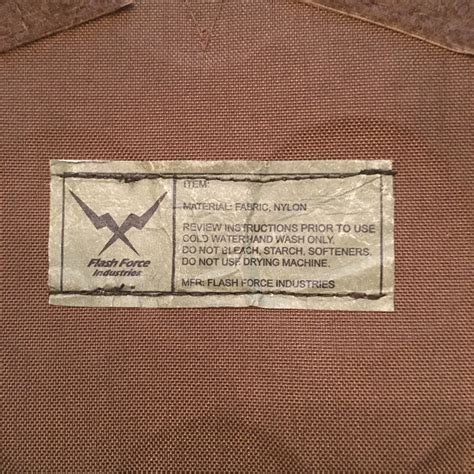 ITEM:
MATERIAL: FABRIC, NYLON
REVIEW INSTRUCTIONS PRIOR TO USE
COLD WATER/HAND WASH ONLY.
DO NOT BLEACH, STARCH, SOFTENERS.
DO NOT USE DRYING MACHINE.
MFR: FLASH FORCE INDUSTRIES
Flash Force
Industries